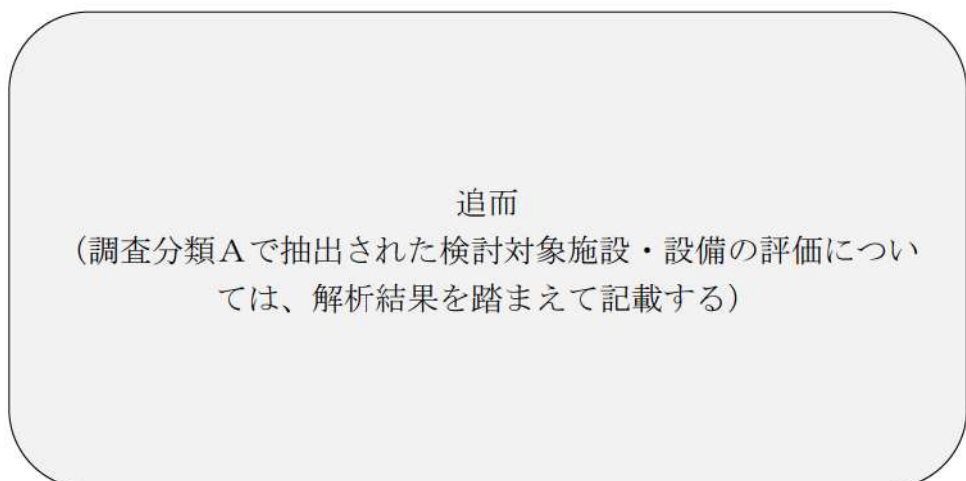 追而
（調査分類Ａで抽出された検討対象施設・設備の評価につい
ては、解析結果を踏まえて記載する）